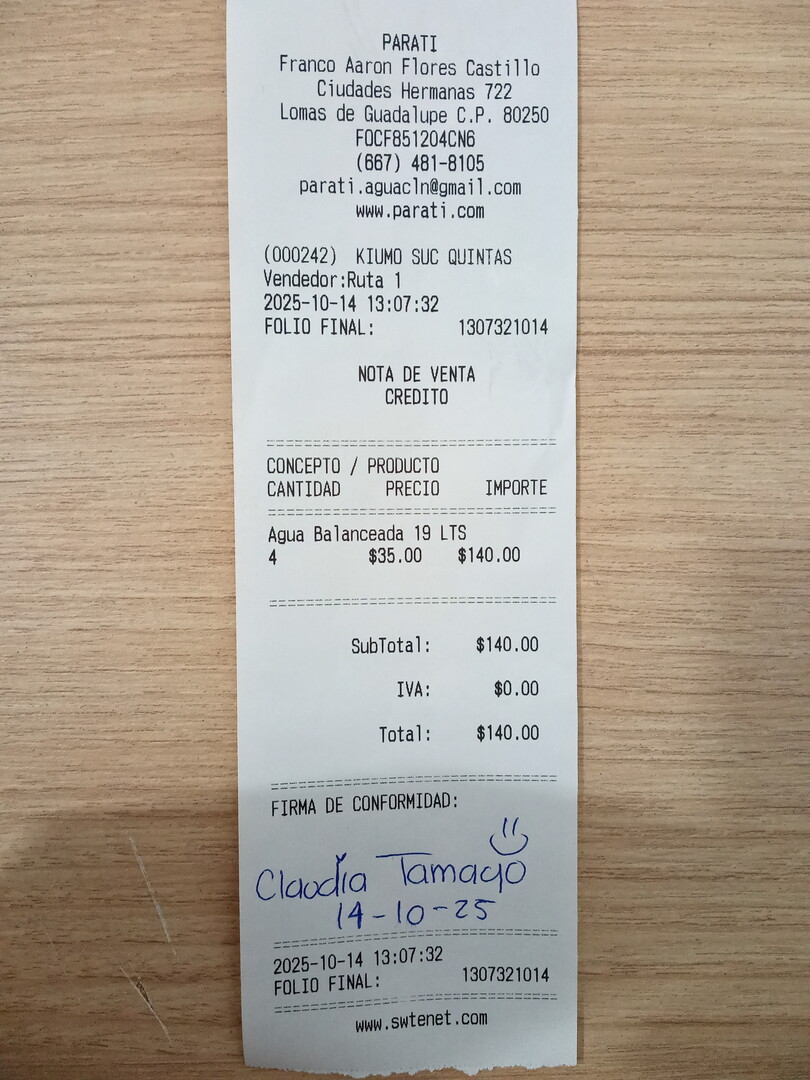 PARATI
Franco Aaron Flores Castillo
Ciudades Hermanas 722
Lomas de Guadalupe C.P. 80250
FOCF851204CN6
(667) 481-8105
parati.aguacln@gmail.com
www.parati.com
(000242) KIUMO SUC QUINTAS
Vendedor:Ruta 1
2025-10-14 13:07:32
FOLIO FINAL: 1307321014
NOTA DE VENTA
CREDITO
CONCEPTO / PRODUCTO
CANTIDAD PRECIO IMPORTE
Agua Balanceada 19 LTS
4 $35.00 $140.00
SubTotal: $140.00
IVA: $0.00
Total: $140.00
FIRMA DE CONFORMIDAD:
Claudia Tamayo
14-10-25
2025-10-14 13:07:32
FOLIO FINAL: 1307321014
www.swtenet.com